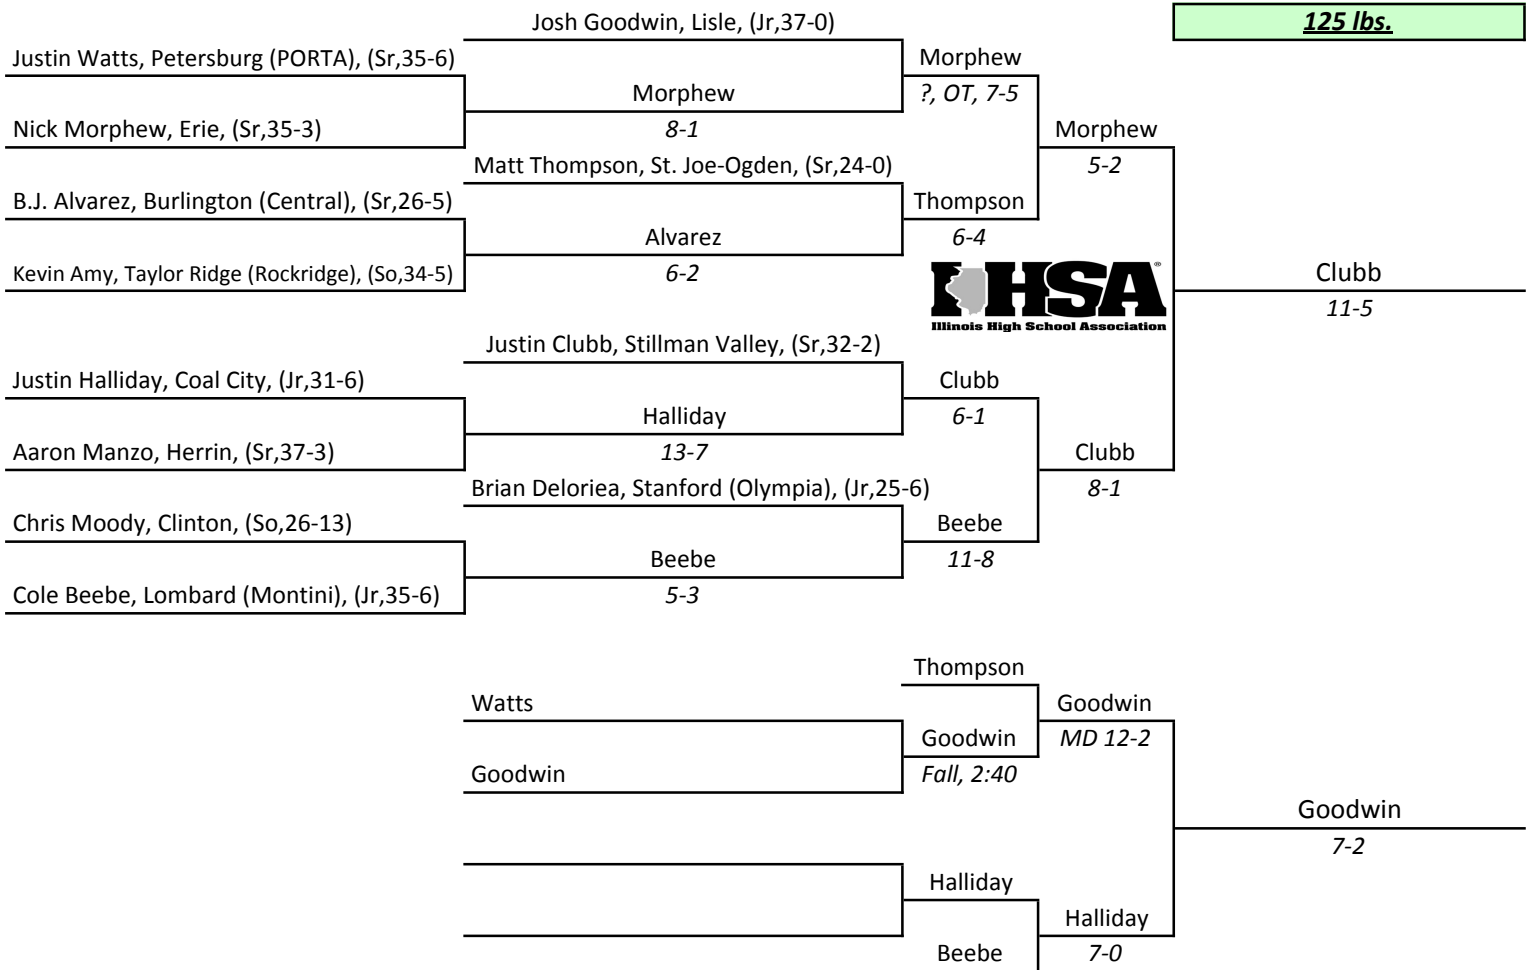 Josh Goodwin, Lisle, (Jr,37-0)
125 lbs.
Justin Watts, Petersburg (PORTA), (Sr,35-6)
Morphew
Morphew
?, OT, 7-5
Nick Morphew, Erie, (Sr,35-3)
8-1
Morphew
Matt Thompson, St. Joe-Ogden, (Sr,24-0)
5-2
B.J. Alvarez, Burlington (Central), (Sr,26-5)
Thompson
Alvarez
6-4
Kevin Amy, Taylor Ridge (Rockridge), (So,34-5)
6-2
IHSA
Illinois High School Association
Clubb
11-5
Justin Clubb, Stillman Valley, (Sr,32-2)
Justin Halliday, Coal City, (Jr,31-6)
Clubb
Halliday
6-1
Aaron Manzo, Herrin, (Sr,37-3)
13-7
Clubb
Brian Deloriea, Stanford (Olympia), (Jr,25-6)
8-1
Chris Moody, Clinton, (So,26-13)
Beebe
Beebe
11-8
Cole Beebe, Lombard (Montini), (Jr,35-6)
5-3
Thompson
Watts
Goodwin
Goodwin
MD 12-2
Goodwin
Fall, 2:40
Goodwin
7-2
Halliday
Halliday
Beebe
7-0